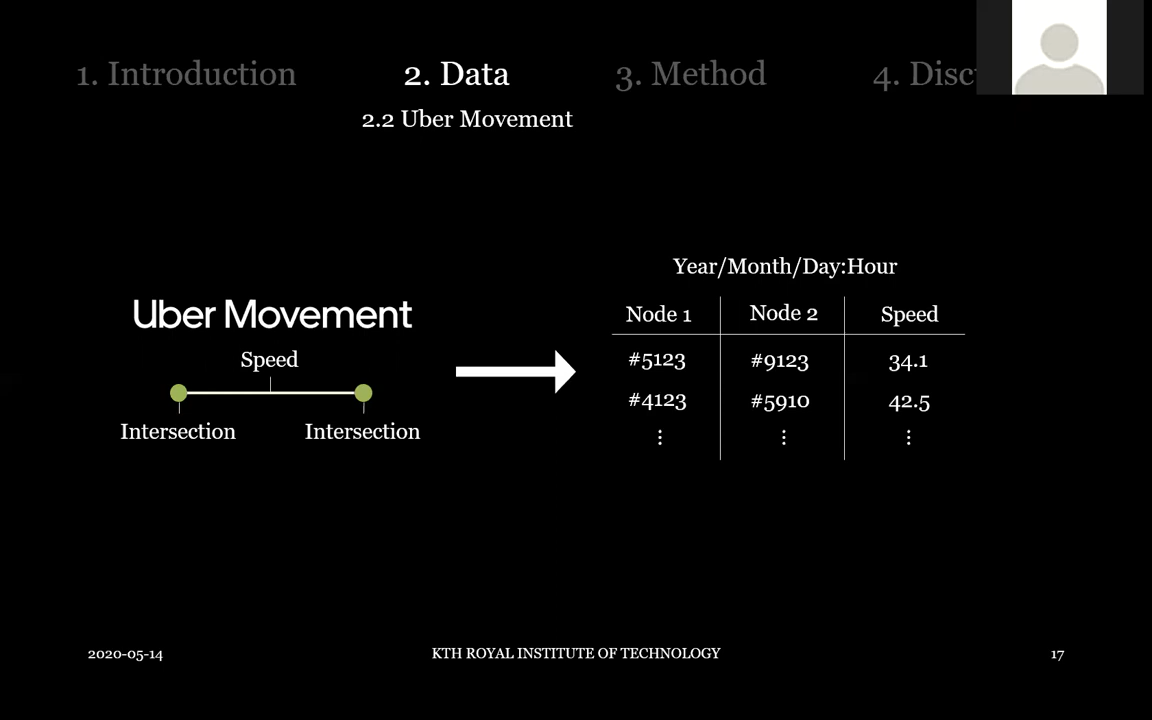 1. Introduction 2. Data 3. Method 4. Disc
2.2 Uber Movement
Year/Month/Day:Hour
Uber Movement
Speed
Intersection Intersection
Node 1 Node 2 Speed
#5123 #9123 34.1
#4123 #5910 42.5
⋮ ⋮ ⋮
2020-05-14 KTH ROYAL INSTITUTE OF TECHNOLOGY 17